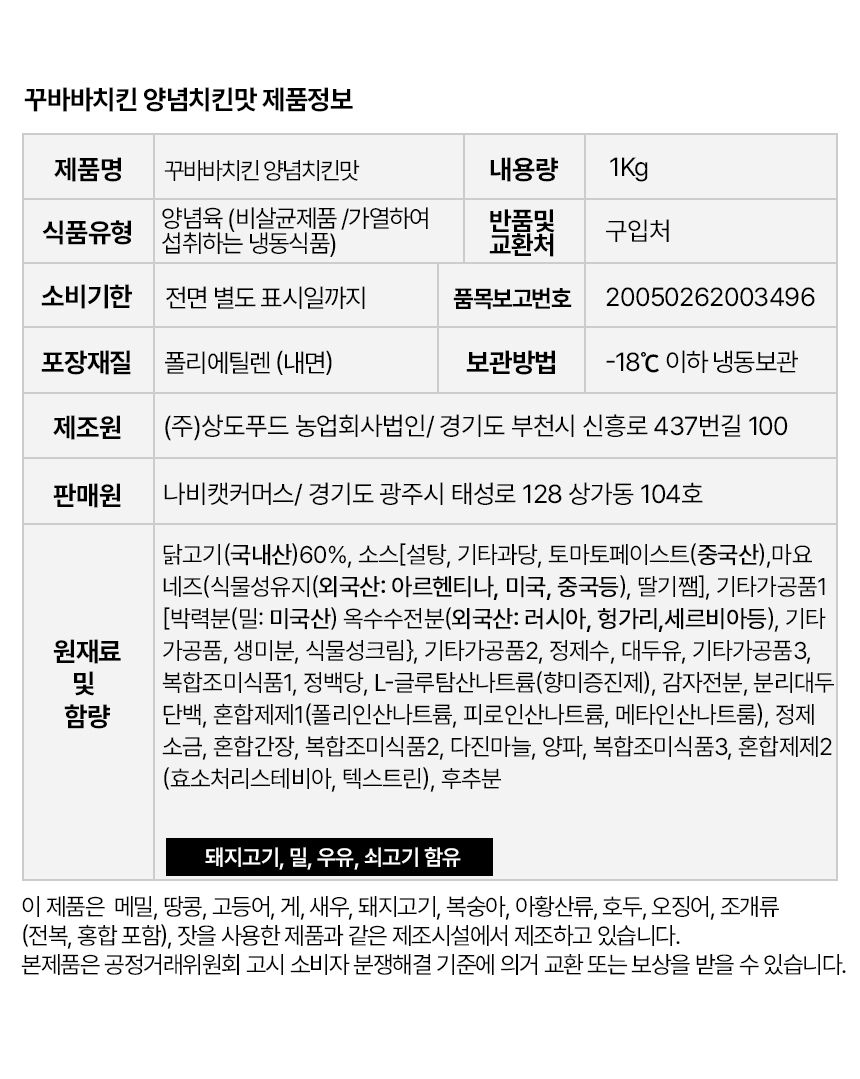 꾸바바치킨 양념치킨맛 제품정보
제품명 꾸바바치킨 양념치킨맛 내용량 1Kg
식품유형 양념육 (비살균제품 /가열하여
섭취하는 냉동식품) 반품및
교환처 구입처
소비기한 전면 별도 표시일까지 품목보고번호 20050262003496
포장재질 폴리에틸렌 (내면) 보관방법 -18℃ 이하 냉동보관
제조원 (주)상도푸드 농업회사법인/ 경기도 부천시 신흥로 437번길 100
판매원 나비캣커머스/ 경기도 광주시 태성로 128 상가동 104호
원재료
및
함량
닭고기(국내산)60%, 소스[설탕, 기타과당, 토마토페이스트(중국산),마요
네즈(식물성유지(외국산: 아르헨티나, 미국, 중국등), 딸기쨈], 기타가공품1
[박력분(밀: 미국산) 옥수수전분(외국산: 러시아, 헝가리,세르비아등), 기타
가공품, 생미분, 식물성크림}, 기타가공품2, 정제수, 대두유, 기타가공품3,
복합조미식품1, 정백당, L-글루탐산나트륨(향미증진제), 감자전분, 분리대두
단백, 혼합제제1(폴리인산나트륨, 피로인산나트륨, 메타인산나트룸), 정제
소금, 혼합간장, 복합조미식품2, 다진마늘, 양파, 복합조미식품3, 혼합제제2
(효소처리스테비아, 텍스트린), 후추분
돼지고기, 밀, 우유, 쇠고기 함유
이 제품은 메밀, 땅콩, 고등어, 게, 새우, 돼지고기, 복숭아, 아황산류, 호두, 오징어, 조개류
(전복, 홍합 포함), 잣을 사용한 제품과 같은 제조시설에서 제조하고 있습니다.
본제품은 공정거래위원회 고시 소비자 분쟁해결 기준에 의거 교환 또는 보상을 받을 수 있습니다.